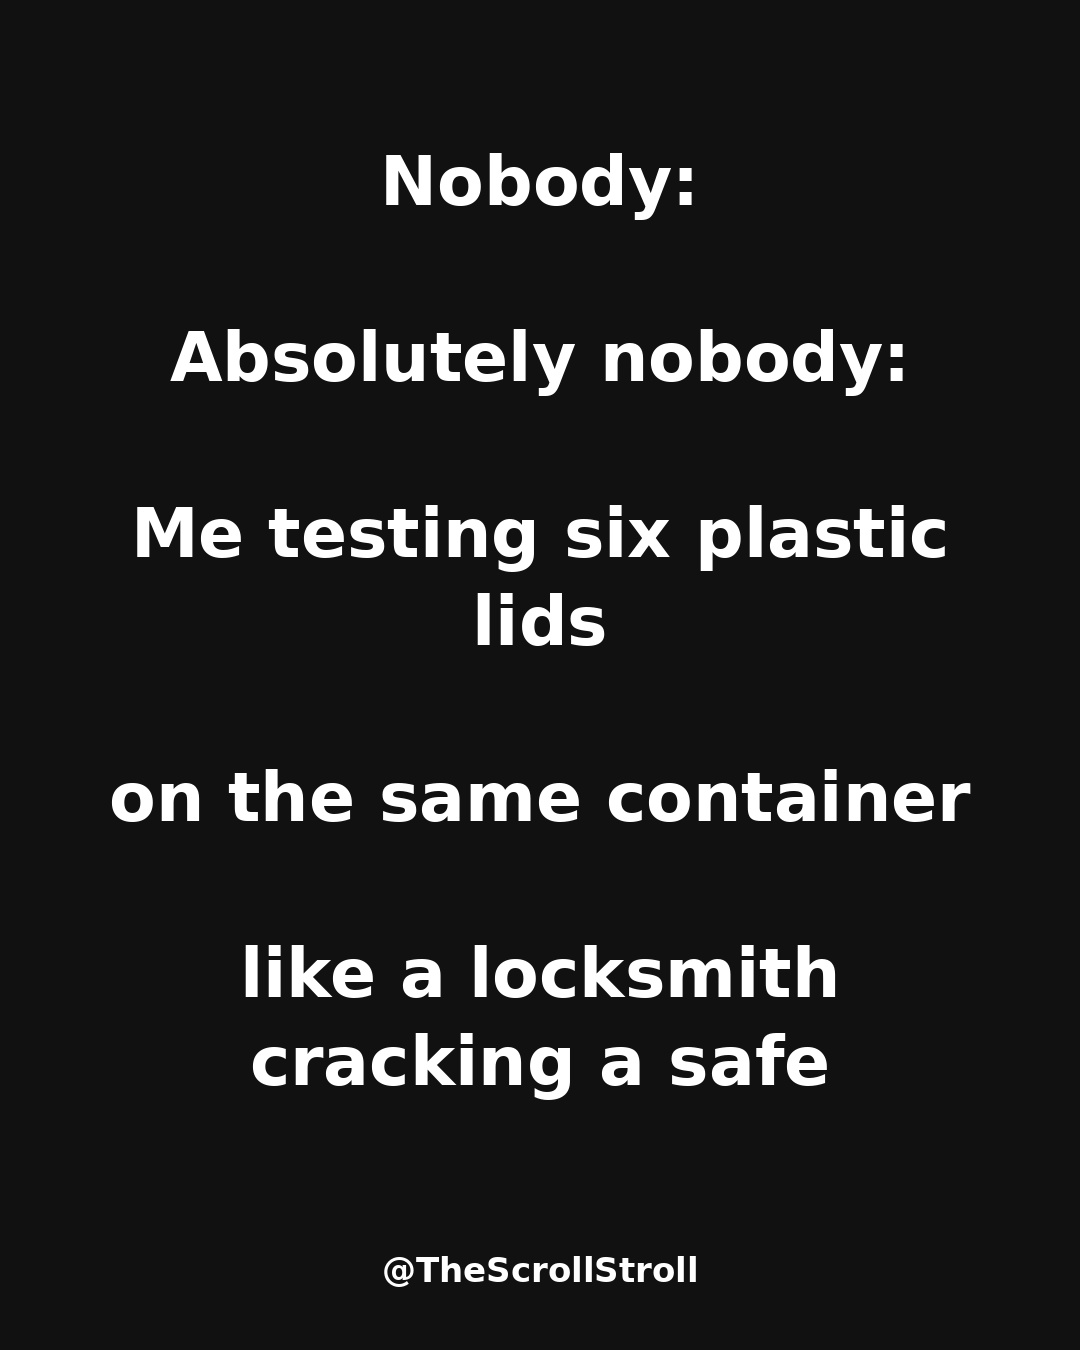 Nobody:
Absolutely nobody:
Me testing six plastic
lids
on the same container
like a locksmith
cracking a safe
@TheScrollStroll